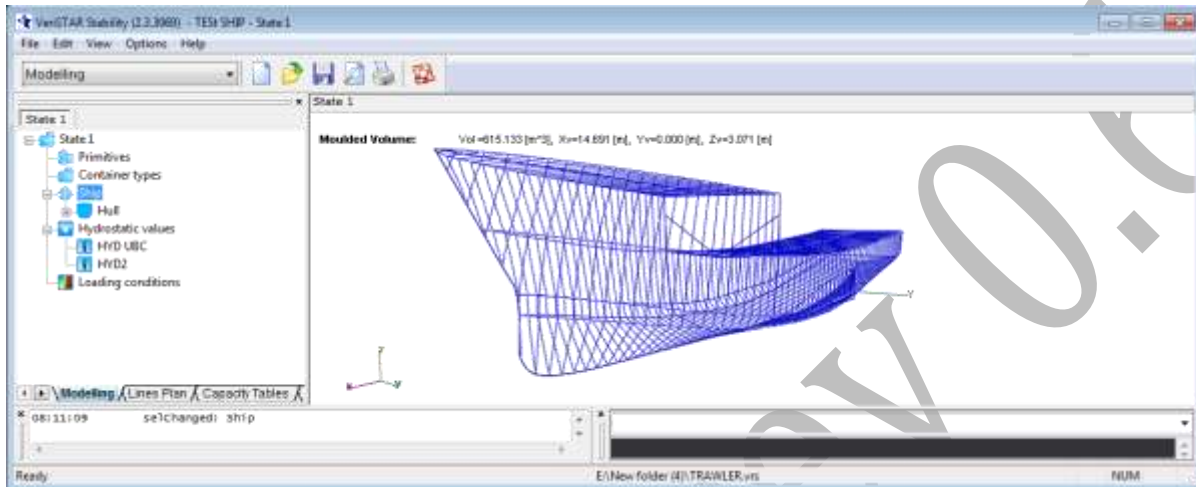 VeriSTAR Stability (2.3.3969) - TESt SHIP - State 1
File Edit View Options Help
Modelling
State 1
State 1
State 1
Primitives
Container types
Ship
Hull
Hydrostatic values
HYD UBC
HYD2
Loading conditions
Moulded Volume: Vol=615.133 [m^3], Xv=14.691 [m], Yv=0.000 [m], Zv=3.071 [m]
Z
Y
Modelling Lines Plan Capacity Tables
08:11:09 selChanged: Ship
Ready E:\New folder (4)\TRAWLER.vrs NUM